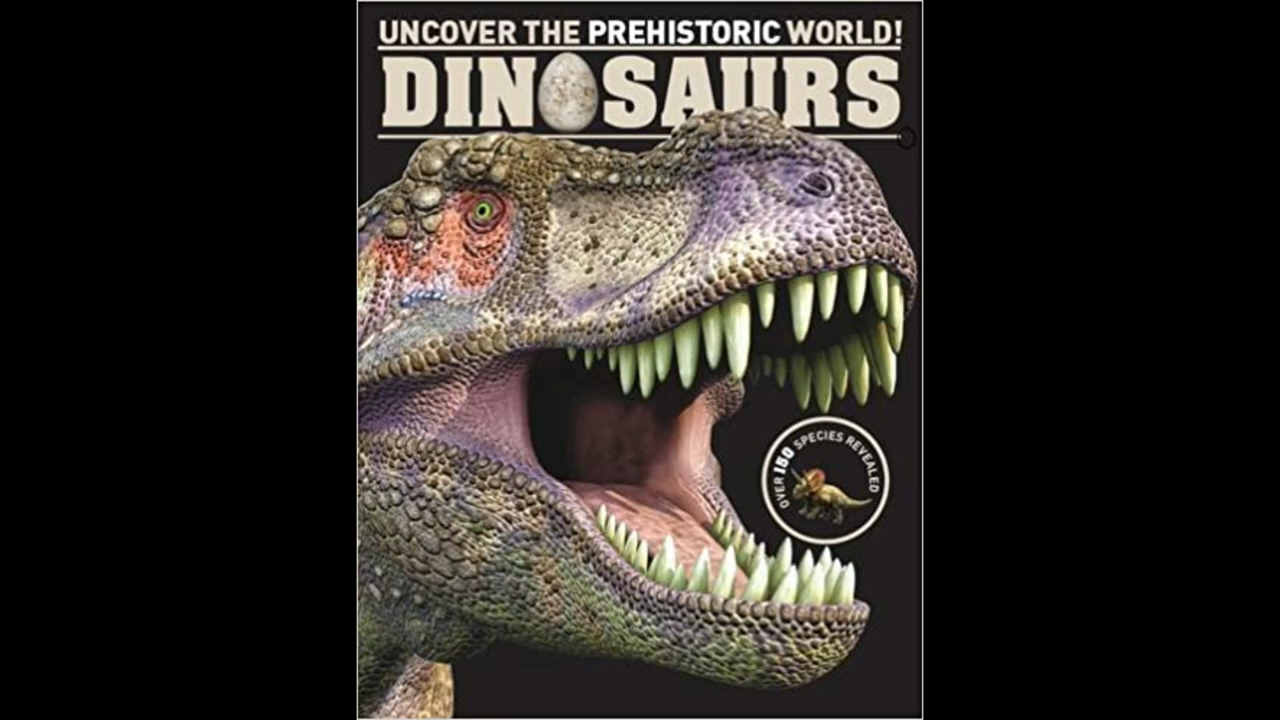 UNCOVER THE PREHISTORIC WORLD!
DINOSAURS
OVER 150 SPECIES REVEALED